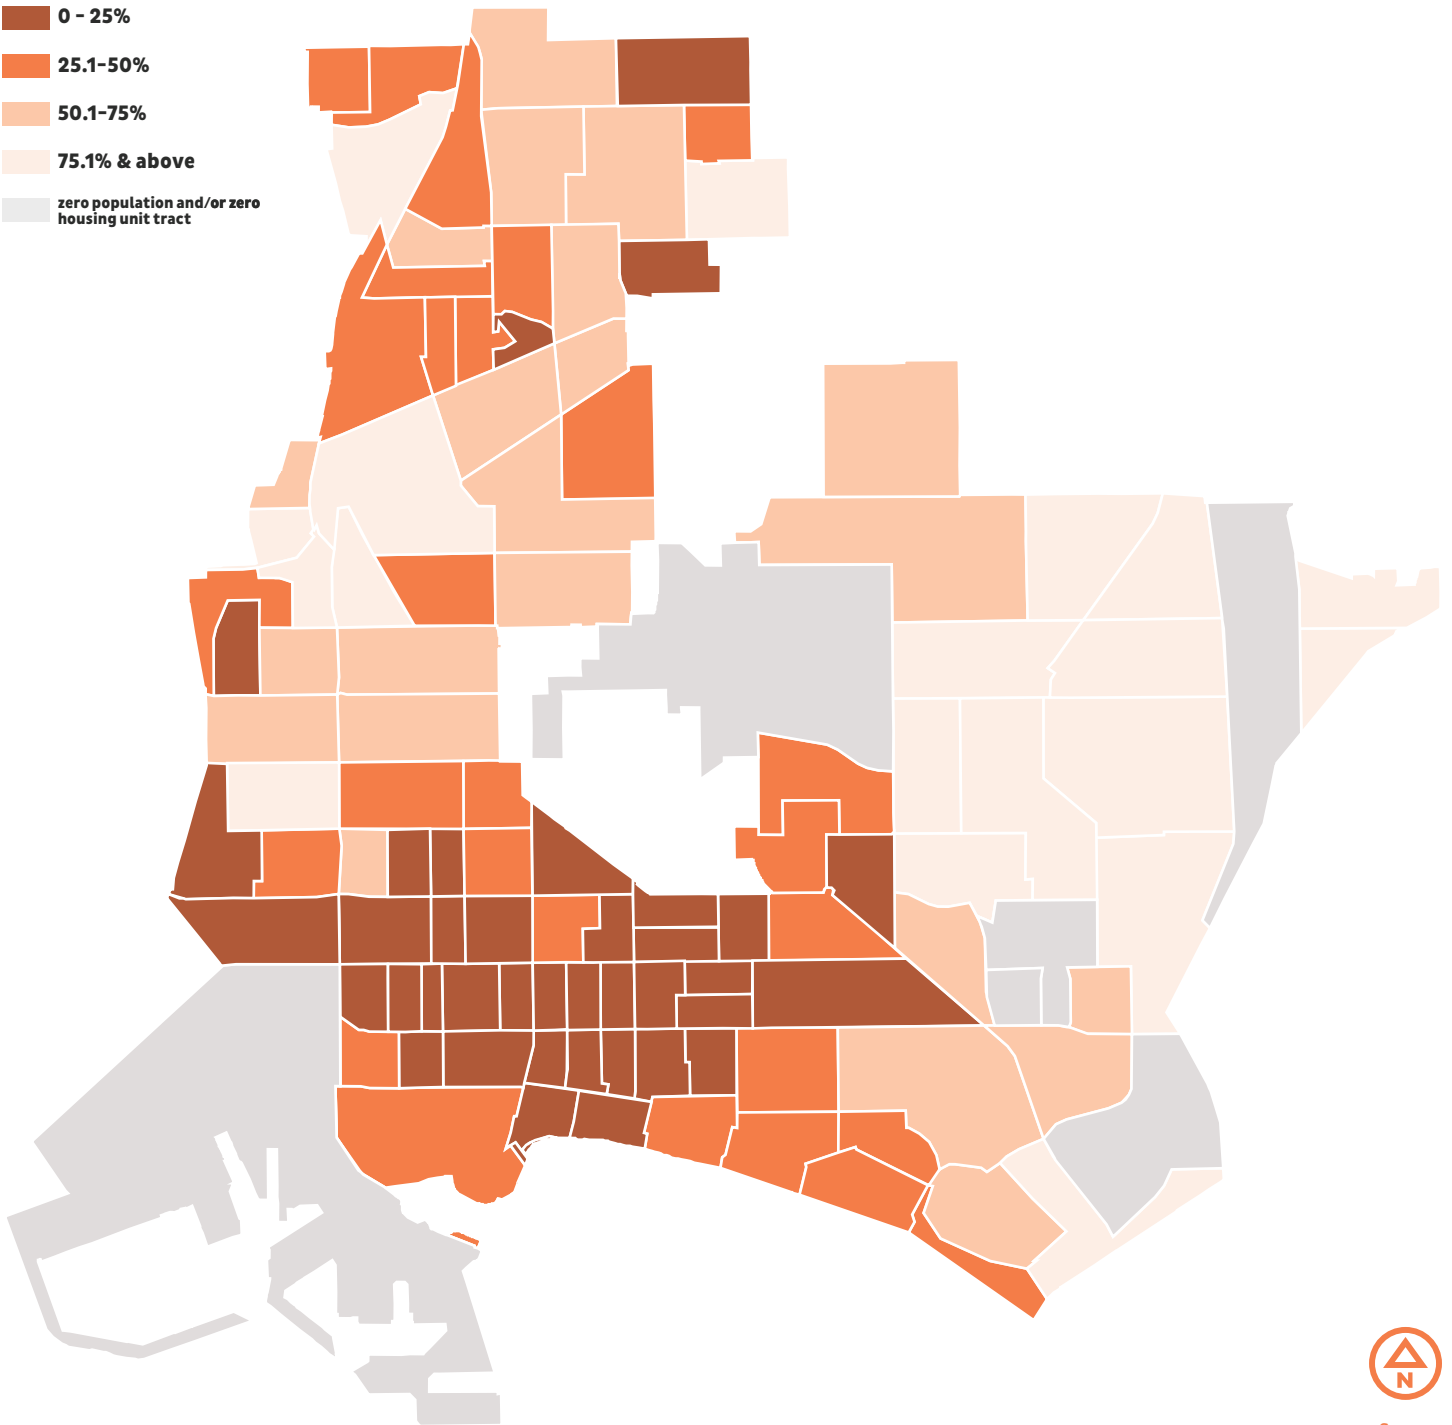 0 - 25%
25.1-50%
50.1-75%
75.1% & above
zero population and/or zero
housing unit tract
N